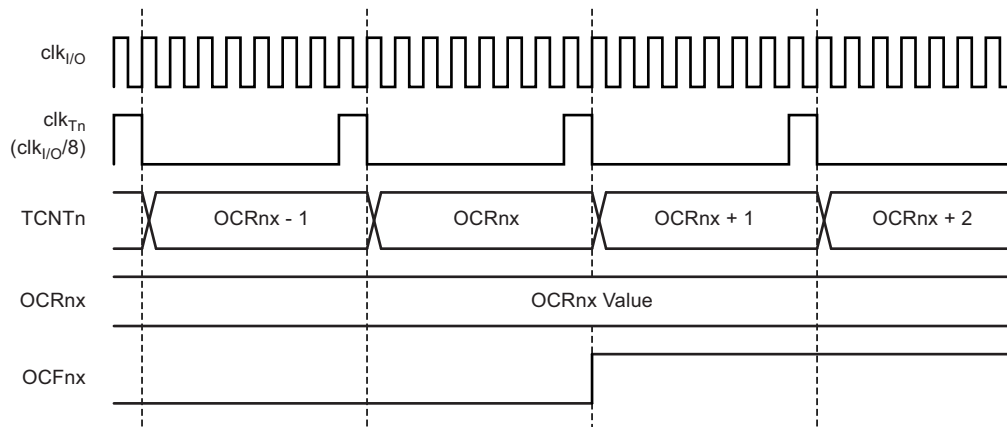 clkI/O
clkTn
(clkI/O/8)
TCNTn
OCRnx - 1
OCRnx
OCRnx + 1
OCRnx + 2
OCRnx
OCRnx Value
OCFnx